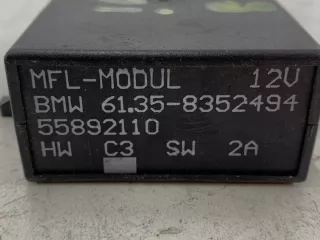 MFL-MODUL 12V
BMW 61.35-8352494
55892110
HW C3 SW 2A